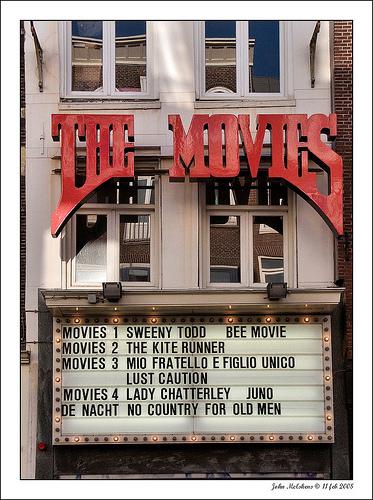 THE MOVIES
MOVIES 1 SWEENY TODD BEE MOVIE
MOVIES 2 THE KITE RUNNER
MOVIES 3 MIO FRATELLO E FIGLIO UNICO
LUST CAUTION
MOVIES 4 LADY CHATTERLEY JUNO
DE NACHT NO COUNTRY FOR OLD MEN
John © 11 feb 2008